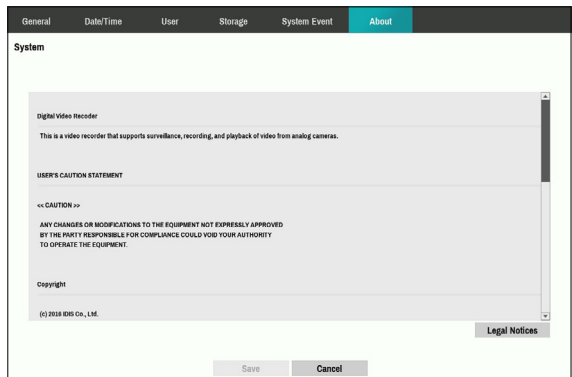 General Date/Time User Storage System Event About
System
Digital Video Recoder
This is a video recorder that supports surveillance, recording, and playback of video from analog cameras.
USER'S CAUTION STATEMENT
<< CAUTION >>
ANY CHANGES OR MODIFICATIONS TO THE EQUIPMENT NOT EXPRESSLY APPROVED
BY THE PARTY RESPONSIBLE FOR COMPLIANCE COULD VOID YOUR AUTHORITY
TO OPERATE THE EQUIPMENT.
Copyright
(c) 2016 IDIS Co., Ltd.
Legal Notices
Save Cancel